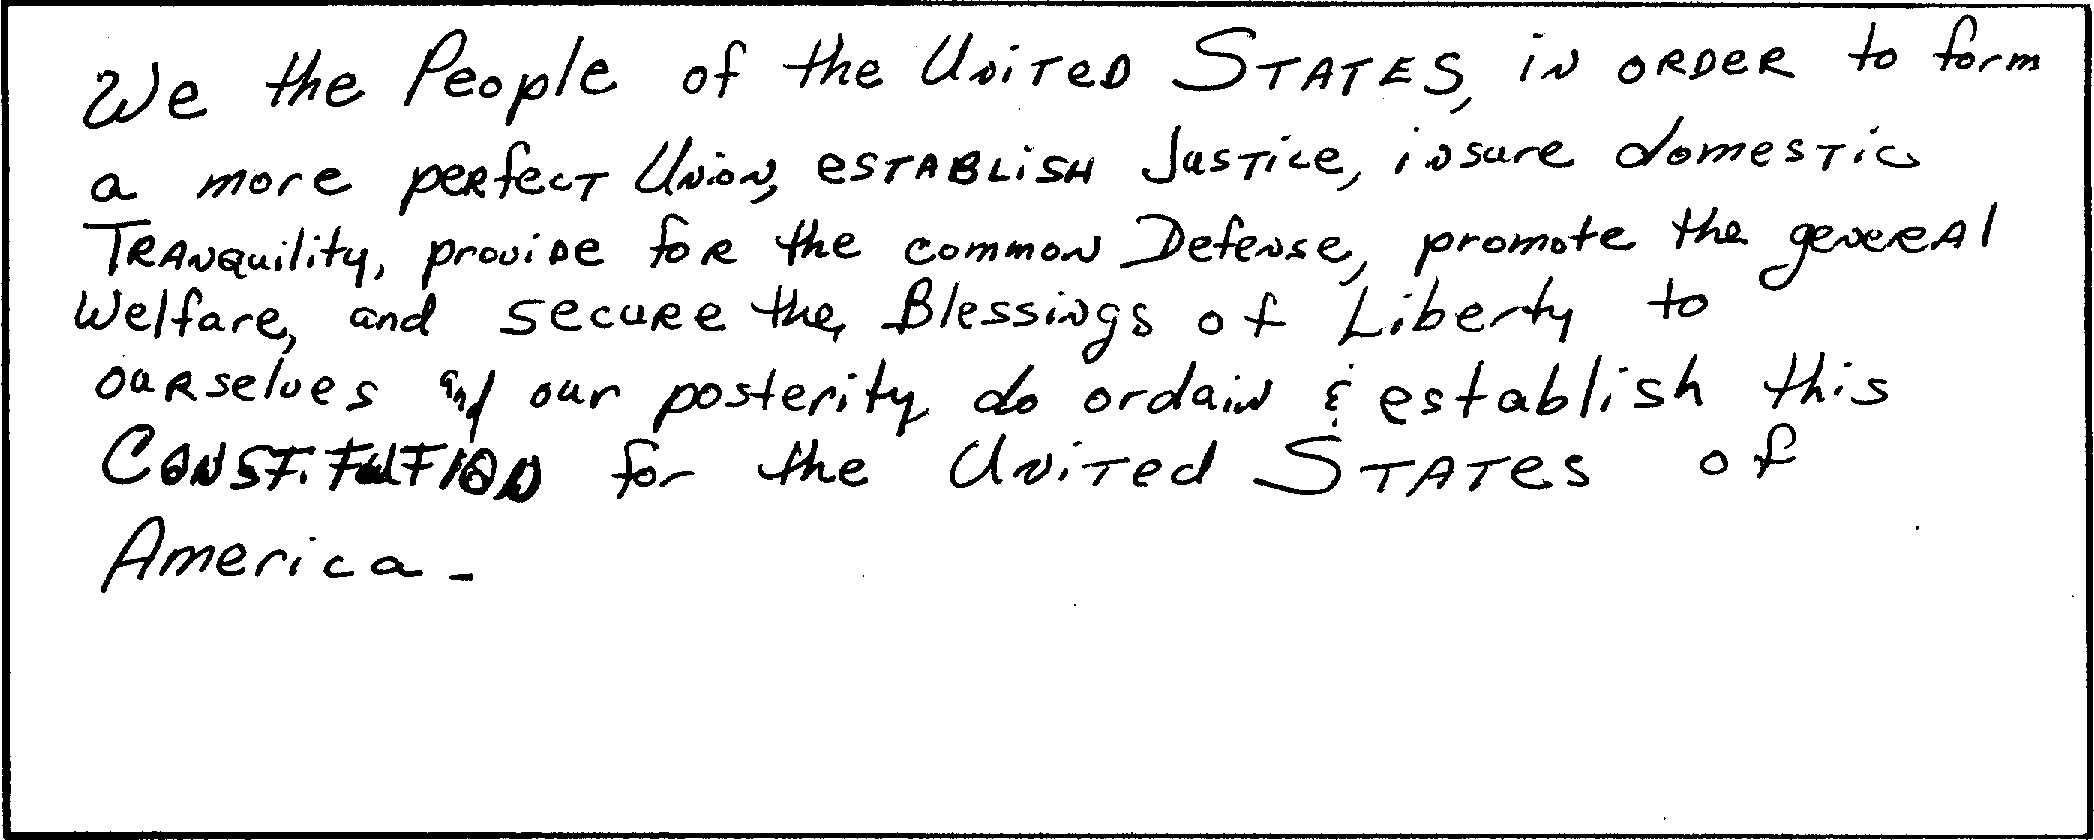 We the People of the United STATES, in ORDER to form
a more perfect Union, ESTABLISH Justice, insure domestic
Tranquility, provide for the common Defense, promote the general
Welfare, and secure the Blessings of Liberty to
ourselves and our posterity do ordain & establish this
CONSTITUTION for the United STATES of
America-